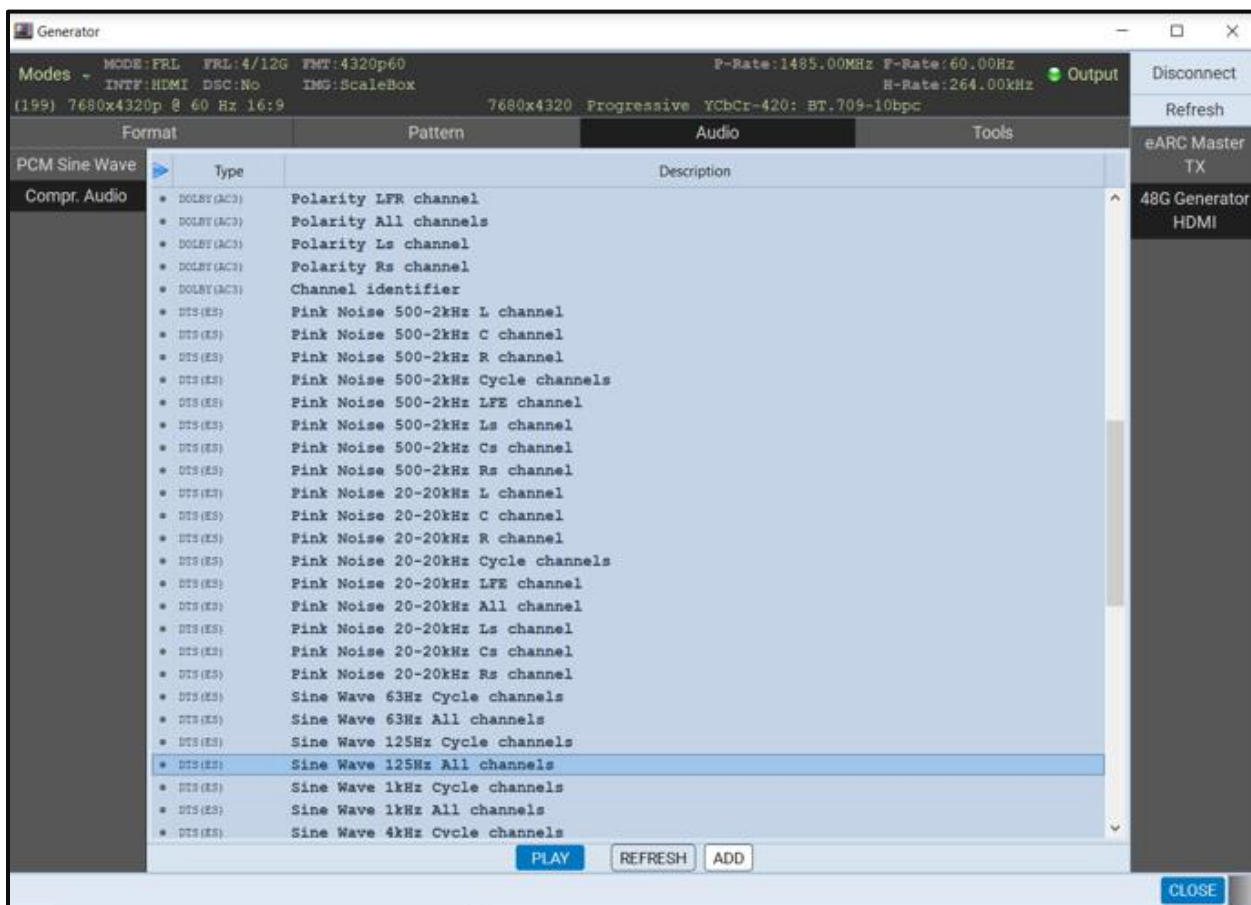 Generator
Modes MODE:FRL FRL:4/12G FMT:4320p60 P-Rate:1485.00MHz F-Rate:60.00Hz Output
INTF:HDMI DSC:No IMG:ScaleBox H-Rate:264.00kHz
(199) 7680x4320p @ 60 Hz 16:9 7680x4320 Progressive YCbCr-420: BT.709-10bpc
Disconnect
Refresh
eARC Master
TX
48G Generator
HDMI
Format Pattern Audio Tools
PCM Sine Wave
Compr. Audio
Type Description
DOLBY(AC3) Polarity LFR channel
DOLBY(AC3) Polarity All channels
DOLBY(AC3) Polarity Ls channel
DOLBY(AC3) Polarity Rs channel
DOLBY(AC3) Channel identifier
DTS(ES) Pink Noise 500-2kHz L channel
DTS(ES) Pink Noise 500-2kHz C channel
DTS(ES) Pink Noise 500-2kHz R channel
DTS(ES) Pink Noise 500-2kHz Cycle channels
DTS(ES) Pink Noise 500-2kHz LFE channel
DTS(ES) Pink Noise 500-2kHz Ls channel
DTS(ES) Pink Noise 500-2kHz Cs channel
DTS(ES) Pink Noise 500-2kHz Rs channel
DTS(ES) Pink Noise 20-20kHz L channel
DTS(ES) Pink Noise 20-20kHz C channel
DTS(ES) Pink Noise 20-20kHz R channel
DTS(ES) Pink Noise 20-20kHz Cycle channels
DTS(ES) Pink Noise 20-20kHz LFE channel
DTS(ES) Pink Noise 20-20kHz All channel
DTS(ES) Pink Noise 20-20kHz Ls channel
DTS(ES) Pink Noise 20-20kHz Cs channel
DTS(ES) Pink Noise 20-20kHz Rs channel
DTS(ES) Sine Wave 63Hz Cycle channels
DTS(ES) Sine Wave 63Hz All channels
DTS(ES) Sine Wave 125Hz Cycle channels
DTS(ES) Sine Wave 125Hz All channels
DTS(ES) Sine Wave 1kHz Cycle channels
DTS(ES) Sine Wave 1kHz All channels
DTS(ES) Sine Wave 4kHz Cycle channels
PLAY REFRESH ADD
CLOSE